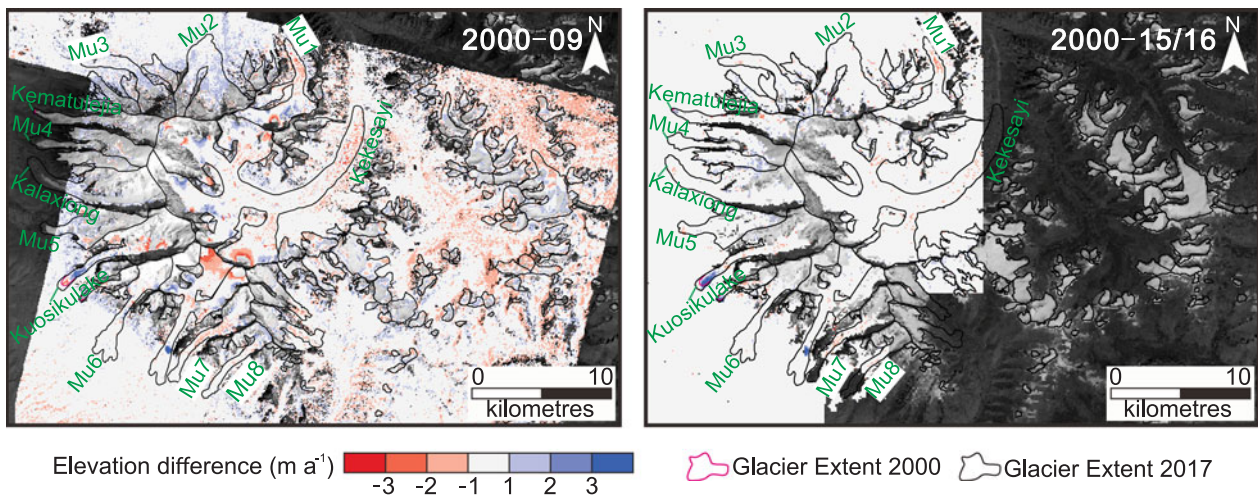 2000-09
N
Mu3
Mu2
Mu1
Kematulejia
Mu4
Kalaxiong
Mu5
Kuosikulake
Mu6
Mu7
Mu8
Kekesayi
0 10
kilometres
2000-15/16
N
Mu3
Mu2
Mu1
Kematulejia
Mu4
Kalaxiong
Mu5
Kuosikulake
Mu6
Mu7
Mu8
Kekesayi
0 10
kilometres
Elevation difference (m a⁻¹)
-3 -2 -1 1 2 3
Glacier Extent 2000
Glacier Extent 2017